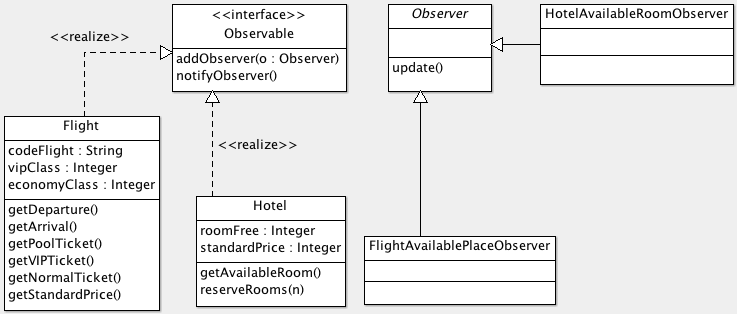 <<interface>>
Observable
addObserver(o : Observer)
notifyObserver()
Observer
update()
HotelAvailableRoomObserver
<<realize>>
<<realize>>
Flight
codeFlight : String
vipClass : Integer
economyClass : Integer
getDeparture()
getArrival()
getPoolTicket()
getVIPTicket()
getNormalTicket()
getStandardPrice()
Hotel
roomFree : Integer
standardPrice : Integer
getAvailableRoom()
reserveRooms(n)
FlightAvailablePlaceObserver